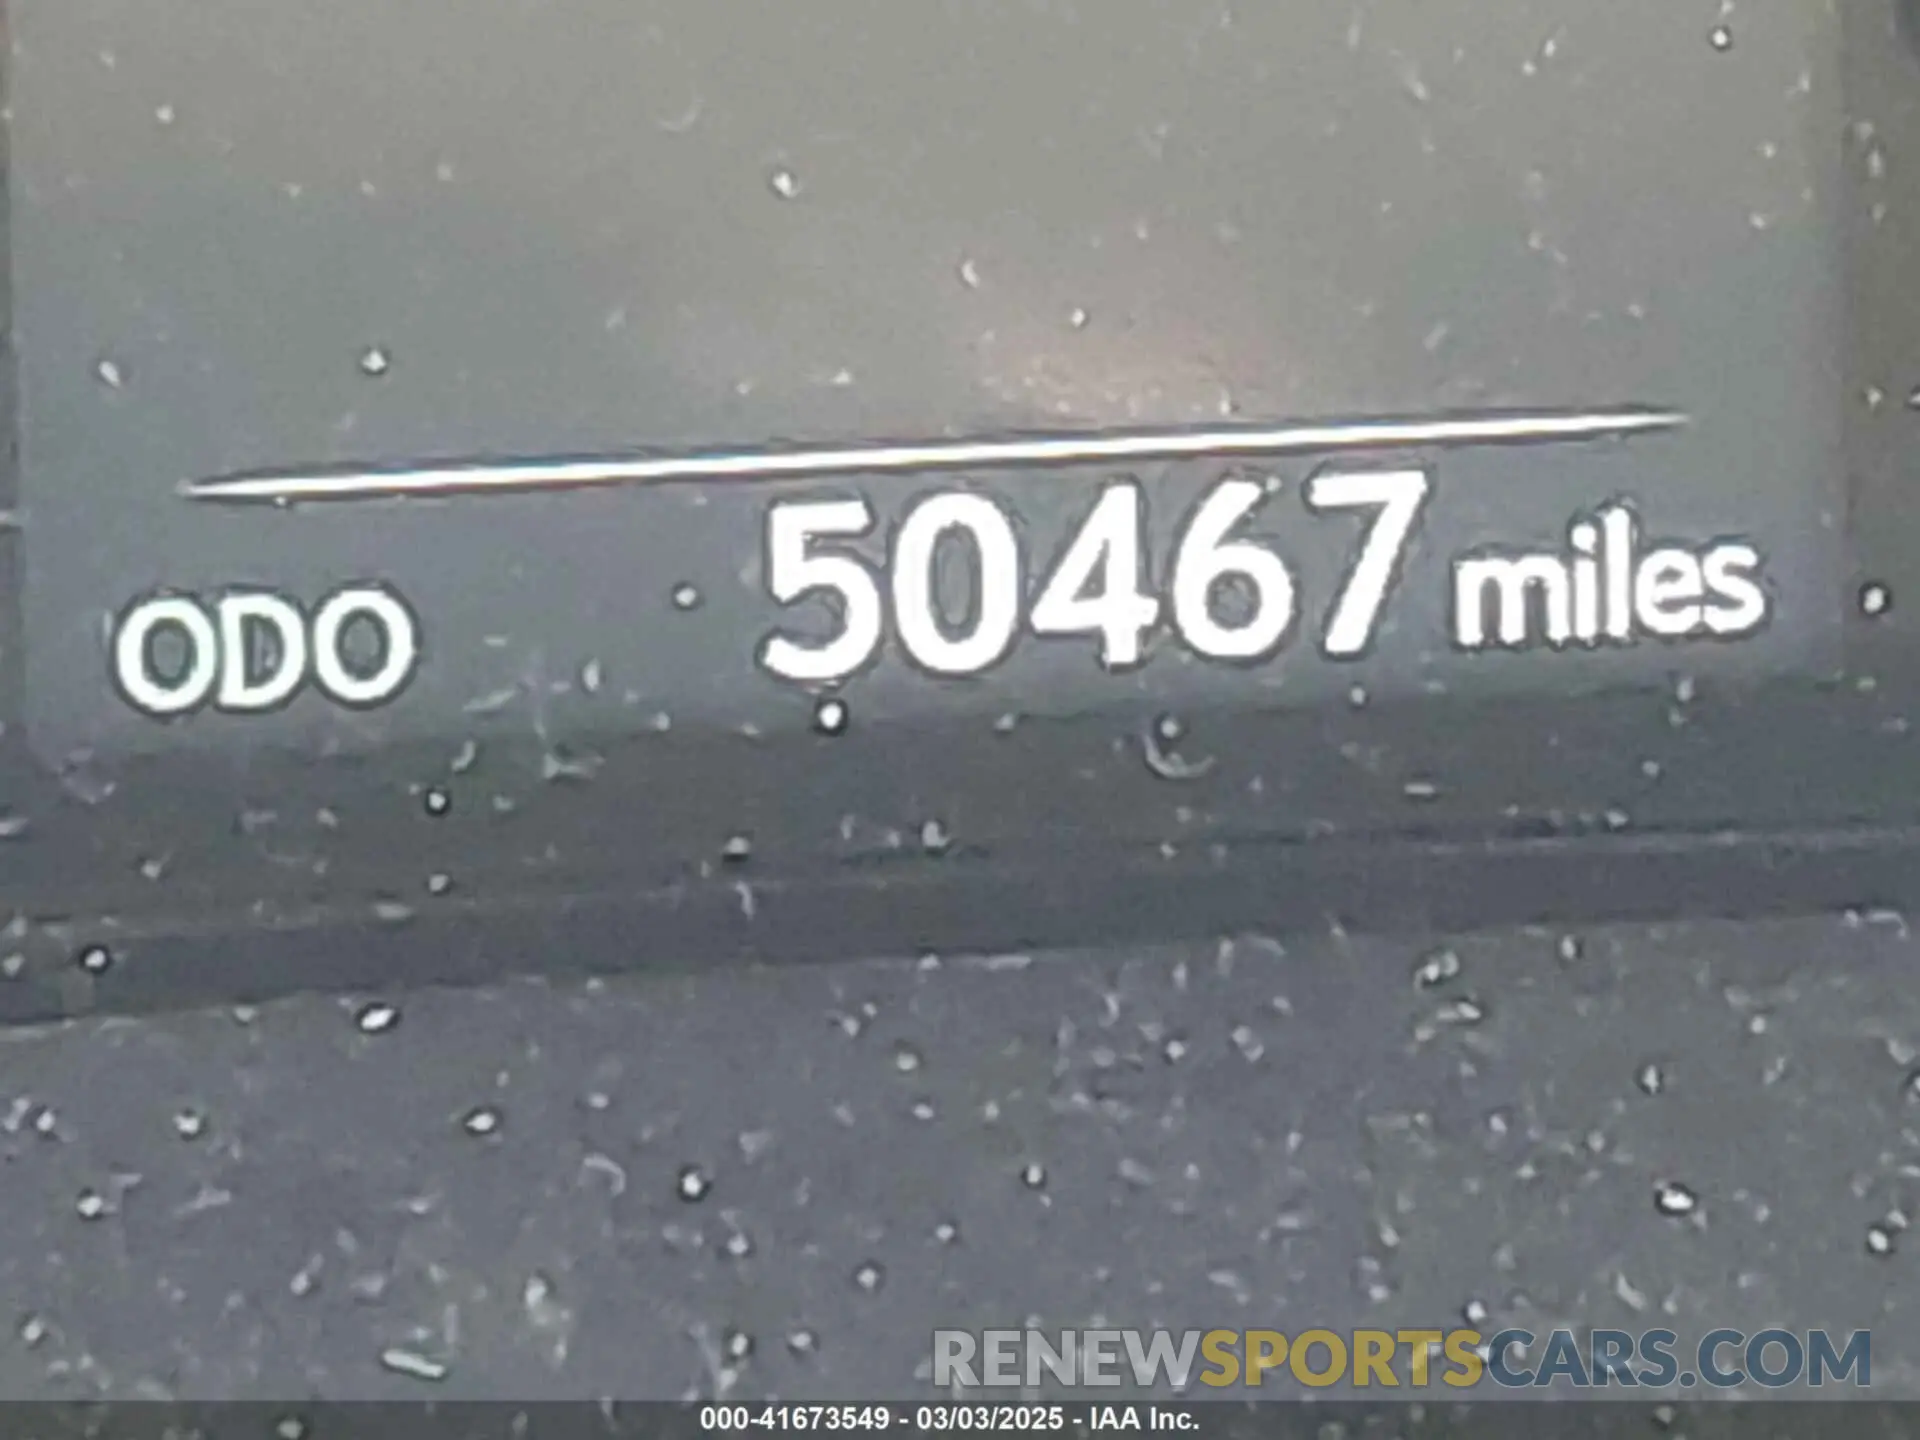 ODO 50467 miles
RENEWSPORTSCARS.COM
000-41673549 - 03/03/2025 - IAA Inc.